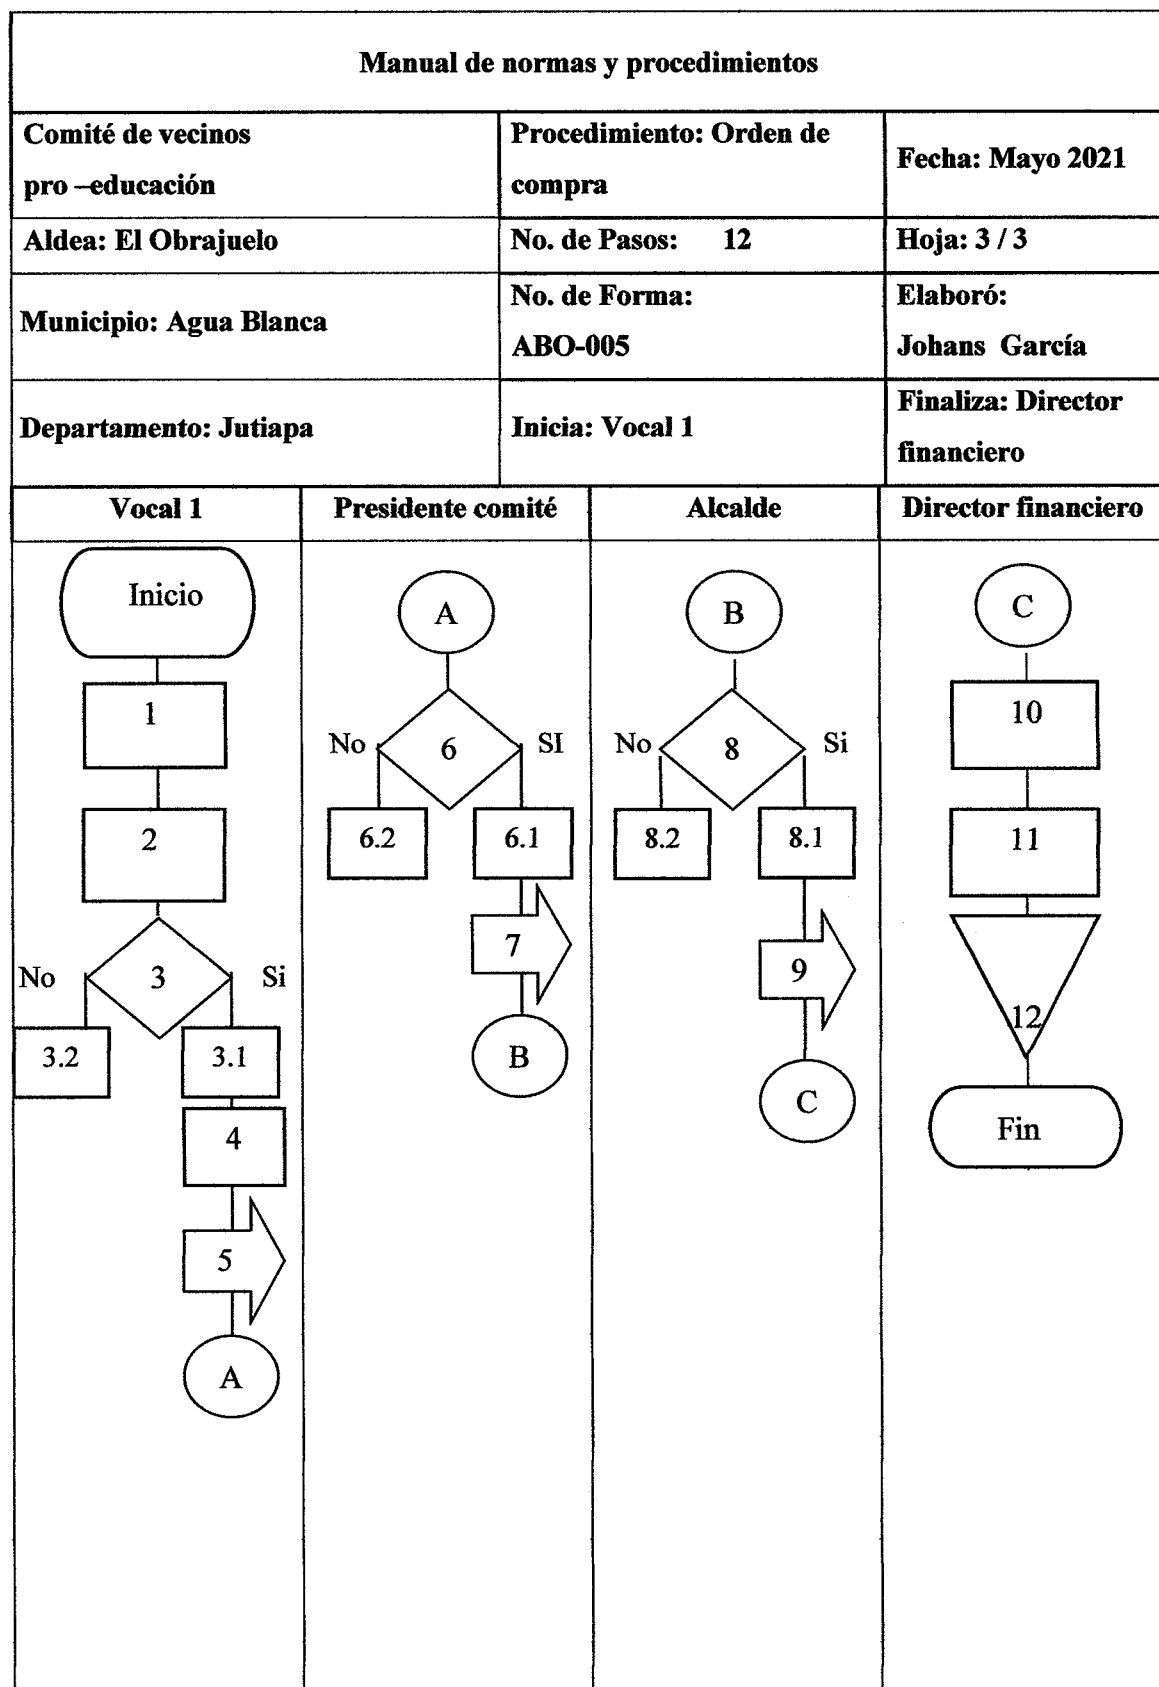 Manual de normas y procedimientos
Comité de vecinos
pro –educación
Procedimiento: Orden de
compra
Fecha: Mayo 2021
Aldea: El Obrajuelo
No. de Pasos: 12
Hoja: 3 / 3
Municipio: Agua Blanca
No. de Forma:
ABO-005
Elaboró:
Johans García
Departamento: Jutiapa
Inicia: Vocal 1
Finaliza: Director
financiero
Vocal 1
Presidente comité
Alcalde
Director financiero
Inicio
1
2
No
3
Si
3.2
3.1
4
5
A
A
No
6
SI
6.2
6.1
7
B
B
No
8
Si
8.2
8.1
9
C
C
10
11
12
Fin